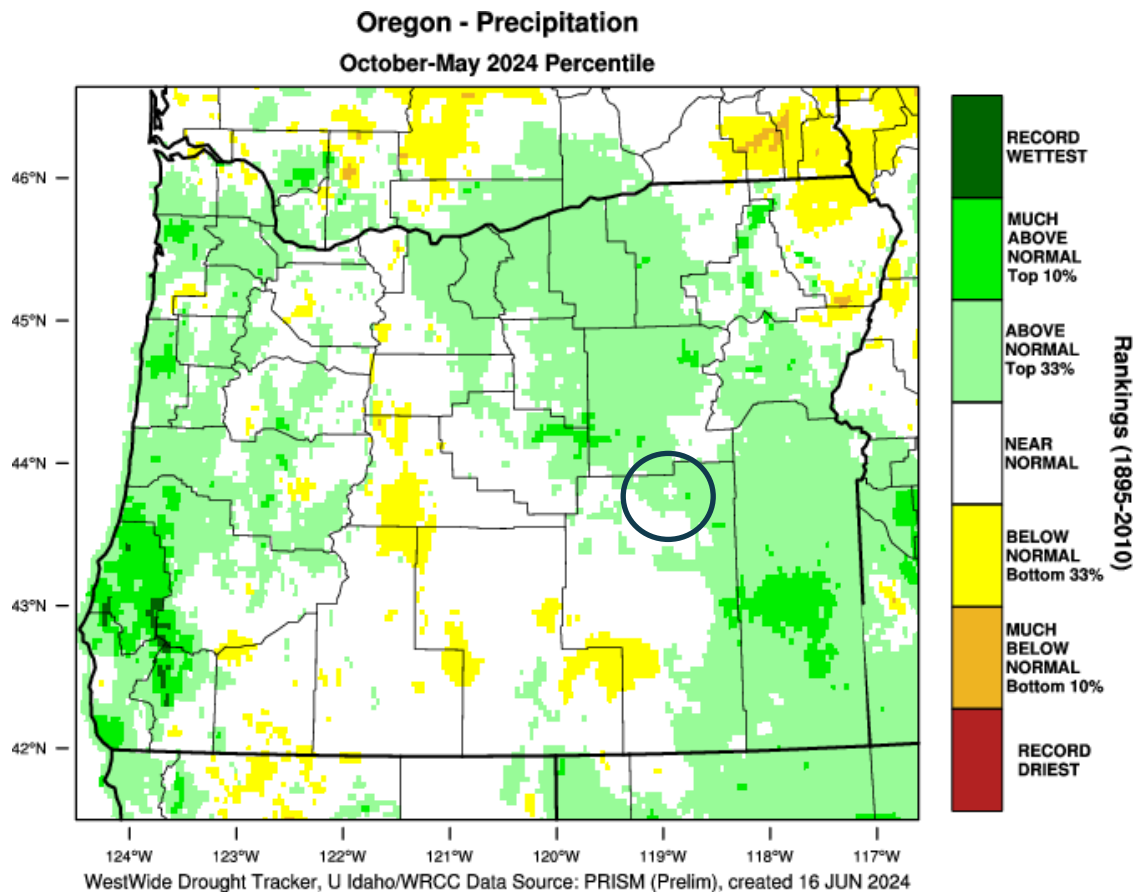 Oregon - Precipitation
October-May 2024 Percentile
46°N
45°N
44°N
43°N
42°N
124°W
123°W
122°W
121°W
120°W
119°W
118°W
117°W
RECORD
WETTEST
MUCH
ABOVE
NORMAL
Top 10%
ABOVE
NORMAL
Top 33%
NEAR
NORMAL
BELOW
NORMAL
Bottom 33%
MUCH
BELOW
NORMAL
Bottom 10%
RECORD
DRIEST
Rankings (1895-2010)
WestWide Drought Tracker, U Idaho/WRCC Data Source: PRISM (Prelim), created 16 JUN 2024